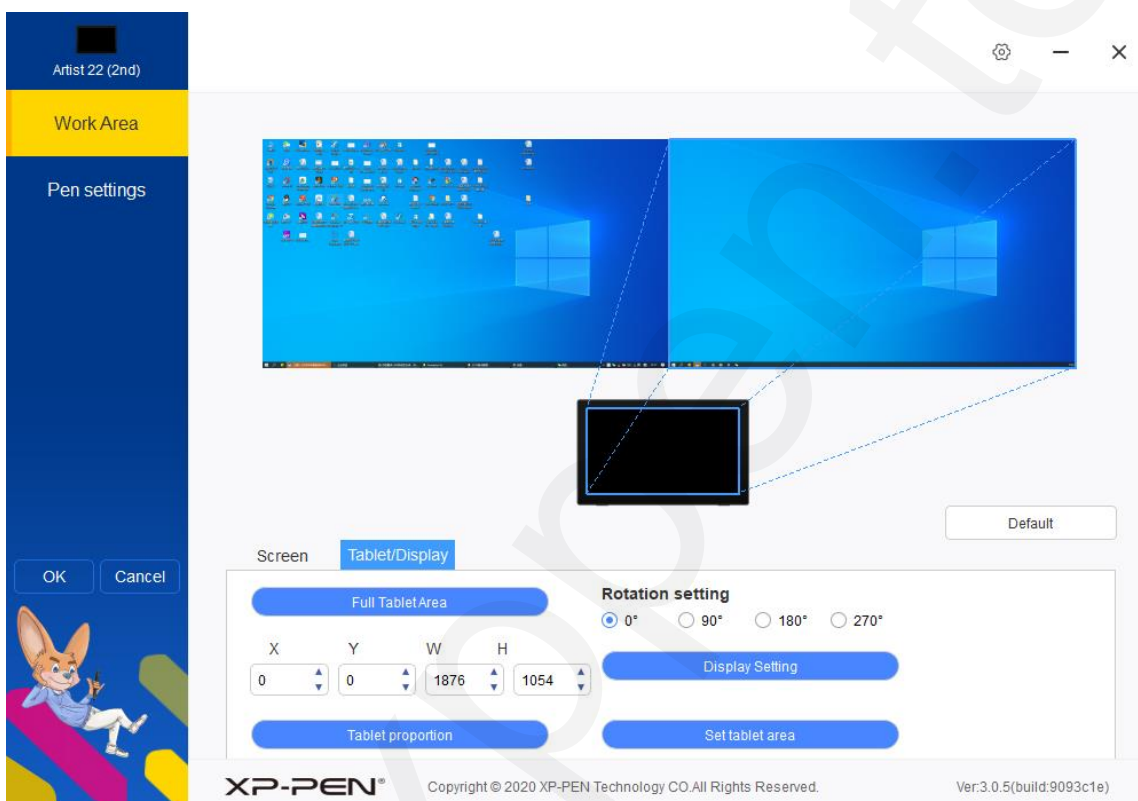 Artist 22 (2nd)
Work Area
Pen settings
Default
Screen Tablet/Display
OK Cancel
Full Tablet Area
Rotation setting
0° 90° 180° 270°
X Y W H
0 0 1876 1054
Display Setting
Tablet proportion
Set tablet area
XP-PEN® Copyright © 2020 XP-PEN Technology CO.All Rights Reserved. Ver:3.0.5(build:9093c1e)